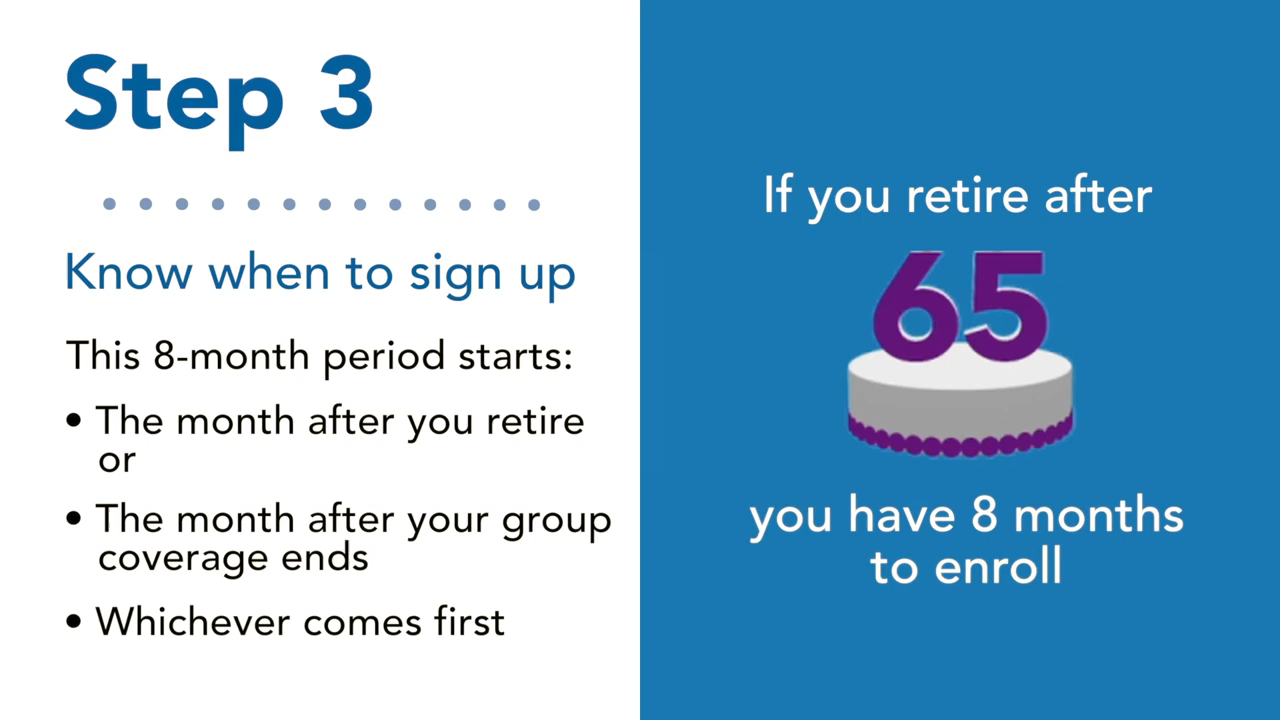 Step 3
Know when to sign up
This 8-month period starts:
• The month after you retire
or
• The month after your group
coverage ends
• Whichever comes first
If you retire after
65
you have 8 months
to enroll